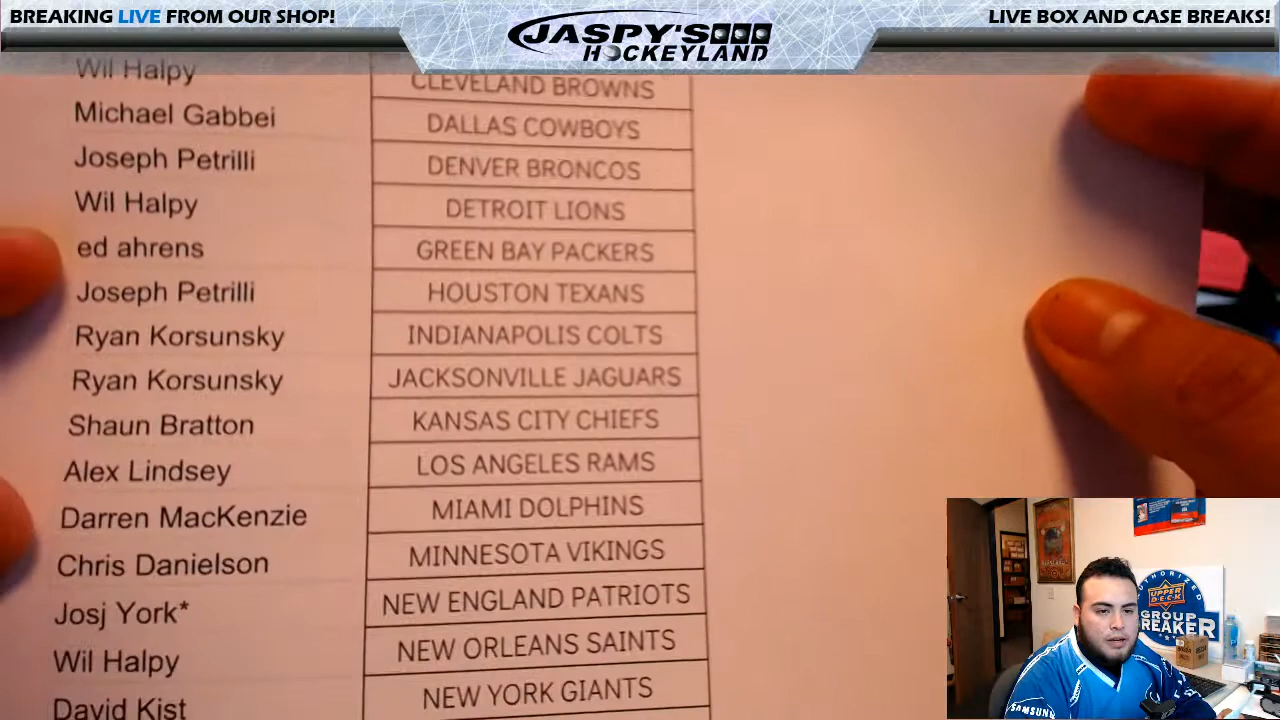 BREAKING LIVE FROM OUR SHOP!
JASPY'S
HOCKEYLAND
LIVE BOX AND CASE BREAKS!
Wil Halpy CLEVELAND BROWNS
Michael Gabbei DALLAS COWBOYS
Joseph Petrilli DENVER BRONCOS
Wil Halpy DETROIT LIONS
ed ahrens GREEN BAY PACKERS
Joseph Petrilli HOUSTON TEXANS
Ryan Korsunsky INDIANAPOLIS COLTS
Ryan Korsunsky JACKSONVILLE JAGUARS
Shaun Bratton KANSAS CITY CHIEFS
Alex Lindsey LOS ANGELES RAMS
Darren MacKenzie MIAMI DOLPHINS
Chris Danielson MINNESOTA VIKINGS
Josj York* NEW ENGLAND PATRIOTS
Wil Halpy NEW ORLEANS SAINTS
David Kist NEW YORK GIANTS
AUTHORIZED
UPPER
DECK
GROUP
BREAKER
SAMSUNG